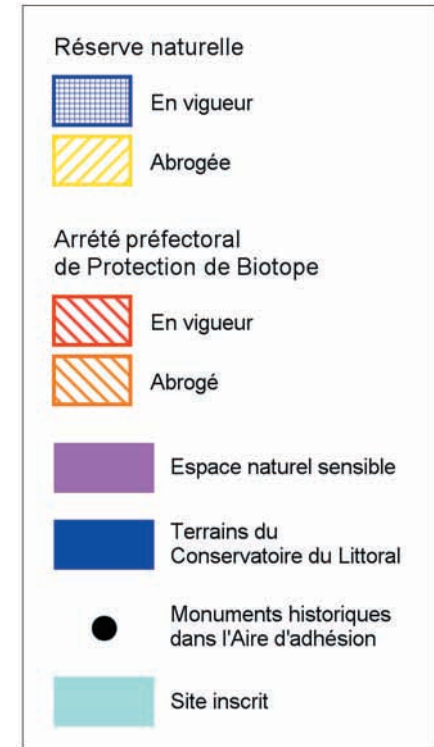 Réserve naturelle
En vigueur
Abrogée
Arrété préfectoral
de Protection de Biotope
En vigueur
Abrogé
Espace naturel sensible
Terrains du
Conservatoire du Littoral
Monuments historiques
dans l'Aire d'adhésion
Site inscrit